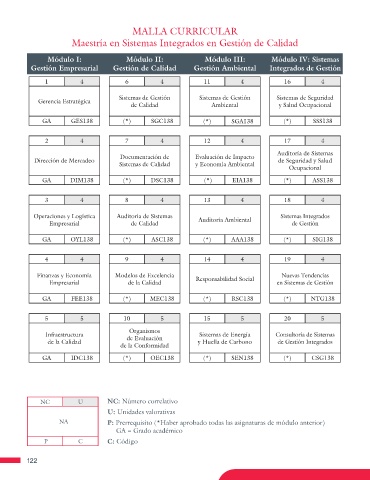 MALLA CURRICULAR
Maestría en Sistemas Integrados en Gestión de Calidad
Módulo I: Módulo II: Módulo III: Módulo IV: Sistemas
Gestión Empresarial Gestión de Calidad Gestión Ambiental Integrados de Gestión
1 4 6 4 11 4 16 4
Gerencia Estratégica
Sistemas de Gestión
de Calidad
Sistemas de Gestión
Ambiental
Sistemas de Seguridad
y Salud Ocupacional
GA GES138 (*) SGC138 (*) SGA138 (*) SSS138
2 4 7 4 12 4 17 4
Dirección de Mercadeo
Documentación de
Sistemas de Calidad
Evaluación de Impacto
y Economía Ambiental
Auditoría de Sistemas
de Seguridad y Salud
Ocupacional
GA DIM138 (*) DSC138 (*) EIA138 (*) ASS138
3 4 8 4 13 4 18 4
Operaciones y Logística
Empresarial
Auditoría de Sistemas
de Calidad
Auditoría Ambiental
Sistemas Integrados
de Gestión
GA OYL138 (*) ASC138 (*) AAA138 (*) SIG138
4 4 9 4 14 4 19 4
Finanzas y Economía
Empresarial
Modelos de Excelencia
de la Calidad
Responsabilidad Social
Nuevas Tendencias
en Sistemas de Gestión
GA FEE138 (*) MEC138 (*) RSC138 (*) NTG138
5 5 10 5 15 5 20 5
Infraestructura
de la Calidad
Organismos
de Evaluación
de la Conformidad
Sistemas de Energía
y Huella de Carbono
Consultoría de Sistemas
de Gestión Integrados
GA IDC138 (*) OEC138 (*) SEN138 (*) CSG138
NC U
NA
P C
NC: Número correlativo
U: Unidades valorativas
P: Prerrequisito (*Haber aprobado todas las asignaturas de módulo anterior)
GA = Grado académico
C: Código
122